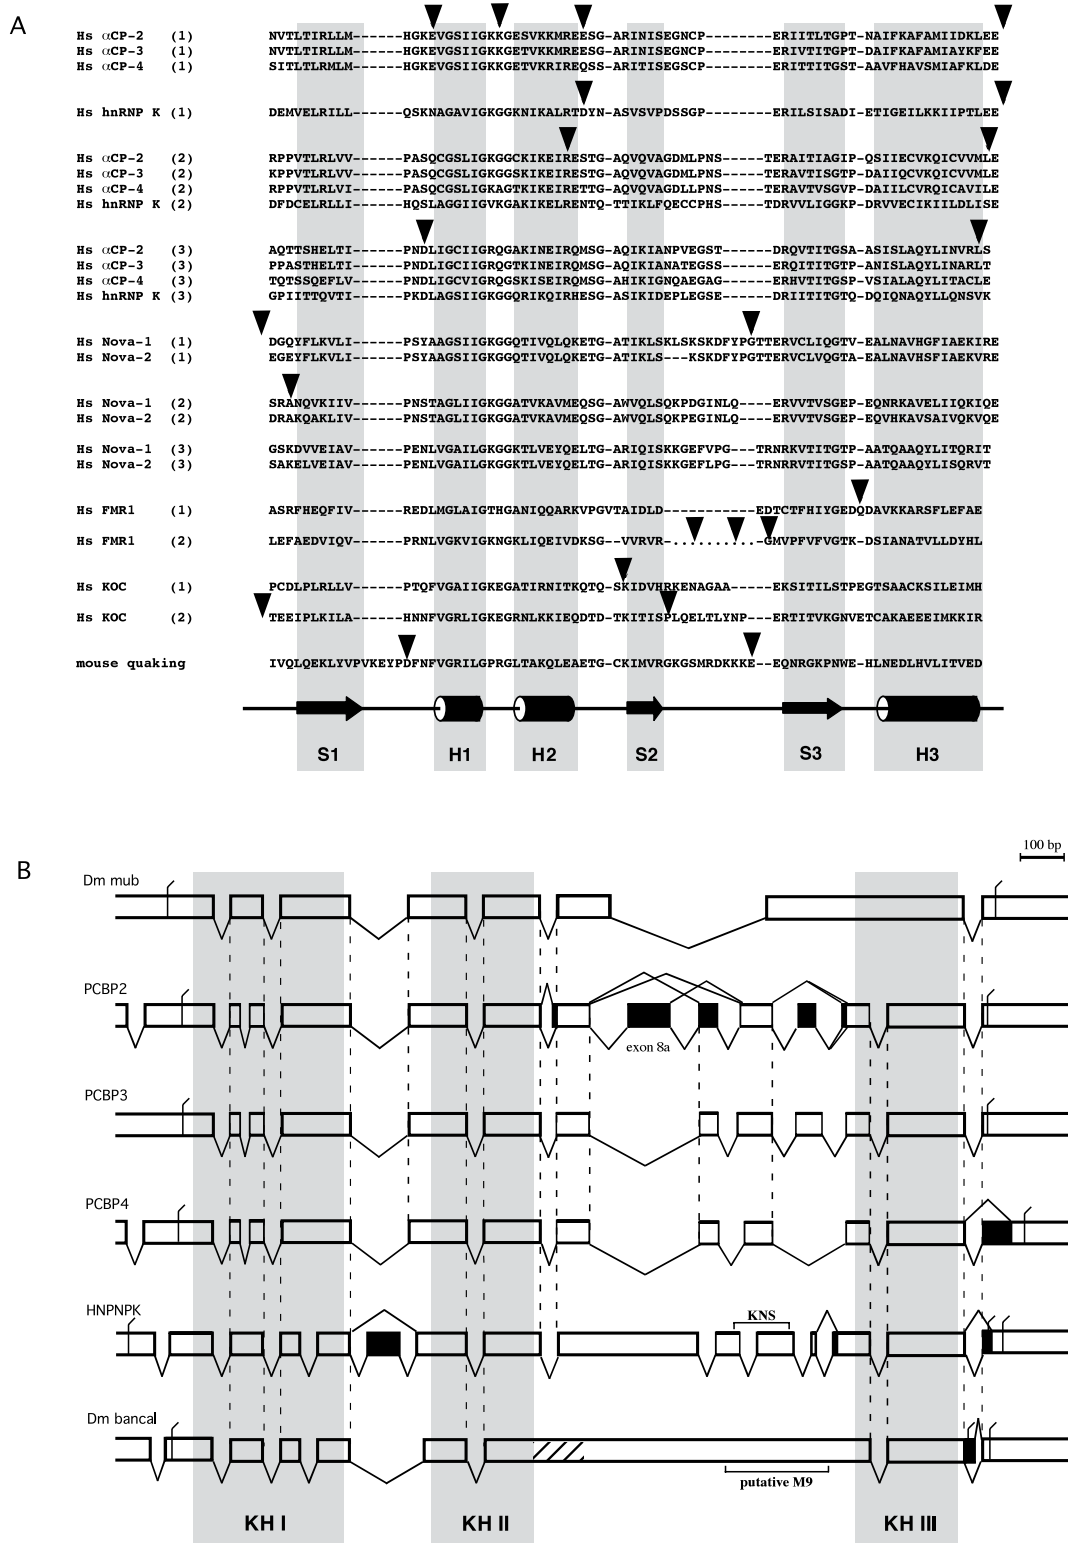 A
Hs αCP-2 (1) NVTLTIRLLM------HGKEVGSIIGKKGESVKKMREESG-ARINISEGNCP------ERIITLTGPT-NAIFKAFAMIIDKLEE
Hs αCP-3 (1) NVTLTIRLLM------HGKEVGSIIGKKGETVKKMREESG-ARINISEGNCP------ERIVTITGPT-DAIFKAFAMIAYKFEE
Hs αCP-4 (1) SITLTLRMLM------HGKEVGSIIGKKGETVKRIREQSS-ARITISEGSCP------ERITTITGST-AAVFHAVSMIAFKLDE
Hs hnRNP K (1) DEMVELRILL------QSKNAGAVIGKGGKNIKALRTDYN-ASVSVPDSSGP------ERILSISADI-ETIGEILKKIIPTLEE
Hs αCP-2 (2) RPPVTLRLVV------PASQCGSLIGKGGCKIKEIRESTG-AQVQVAGDMLPNS----TERAITIAGIP-QSIIECVKQICVVMLE
Hs αCP-3 (2) KPPVTLRLVV------PASQCGSLIGKGGSKIKEIRESTG-AQVQVAGDMLPNS----TERAVTISGTP-DAIIQCVKQICVVMLE
Hs αCP-4 (2) RPPVTLRLVI------PASQCGSLIGKAGTKIKEIRETTG-AQVQVAGDLLPNS----TERAVTVSGVP-DAIILCVRQICAVILE
Hs hnRNP K (2) DFDCELRLLI------HQSLAGGIIGVKGAKIKELRENTQ-TTIKLFQECCPHS----TDRVVLIGGKP-DRVVECIKIILDLISE
Hs αCP-2 (3) AQTTSHELTI------PNDLIGCIIGRQGAKINEIRQMSG-AQIKIANPVEGST-----DRQVTITGSA-ASISLAQYLINVRLS
Hs αCP-3 (3) PPASTHELTI------PNDLIGCIIGRQGTKINEIRQMSG-AQIKIANATEGSS-----ERQITITGTP-ANISLAQYLINARLT
Hs αCP-4 (3) TQTSSQEFLV------PNDLIGCVIGRQGSKISEIRQMSG-AHIKIGNQAEGAG-----ERHVTITGSP-VSIALAQYLITACLE
Hs hnRNP K (3) GPIITTQVTI------PKDLAGSIIGKGGQRIKQIRHESG-ASIKIDEPLEGSE-----DRIITITGTQ-DQIQNAQYLLQNSVK
Hs Nova-1 (1) DGQYFLKVLI------PSYAAGSIIGKGGQTIVQLQKETG-ATIKLSKLSKSKDFYPGTTERVCLIQGTV-EALNAVHGFIAEKIRE
Hs Nova-2 (1) EGEYFLKVLI------PSYAAGSIIGKGGQTIVQLQKETG-ATIKLS---KSKDFYPGTTERVCLVQGTA-EALNAVHSFIAEKVRE
Hs Nova-1 (2) SRANQVKIIV------PNSTAGLIIGKGGATVKAVMEQSGAWVQLSQKPDGINLQ----ERVVTVSGEP-EQNRKAVELIIQKIQE
Hs Nova-2 (2) DRAKQAKLIV------PNSTAGLIIGKGGATVKAVMEQSGAWVQLSQKPEGINLQ----ERVVTVSGEP-EQVHKAVSAIVQKVQE
Hs Nova-1 (3) GSKDVVEIAV------PENLVGAILGKGGKTLVEYQELTG-ARIQISKKGEFVPG---TRNRKVTITGTP-AATQAAQYLITQRIT
Hs Nova-2 (3) SAKELVEIAV------PENLVGAILGKGGKTLVEYQELTG-ARIQISKKGEFLPG---TRNRRVTITGSP-AATQAAQYLISQRVT
Hs FMR1 (1) ASRFHEQFIV------REDLMGLAIGTHGANIQQARKVPGVTAIDLD-----------EDTCTFHIYGEDQDAVKKARSFLEFAE
Hs FMR1 (2) LEFAEDVIQV------PRNLVGKVIGKNGKLIQEIVDKSG--VVRVR-...........GMVPFVFVGTK-DSIANATVLLDYHL
Hs KOC (1) PCDLPLRLLV------PTQFVGAIIGKEGATIRNITKQTQ-SKIDVHRKENAGAA-----EKSITILSTPEGTSAACKSILEIMH
Hs KOC (2) TEEIPLKILA------HNNFVGRLIGKEGRNLKKIEQDTD-TKITISPLQELTLYNP---ERTITVKGNVETCAKAEEEIMKKIR
mouse quaking IVQLQEKLYVPVKEYPDFNFVGRILGPRGLTAKQLEAETG-CKIMVRGKGSMRDKKKE--EQNRGKPNWE-HLNEDLHVLITVED
S1 H1 H2 S2 S3 H3
B
100 bp
Dm mub
PCBP2
exon 8a
PCBP3
PCBP4
HNPNPK
KNS
Dm bancal
putative M9
KH I KH II KH III